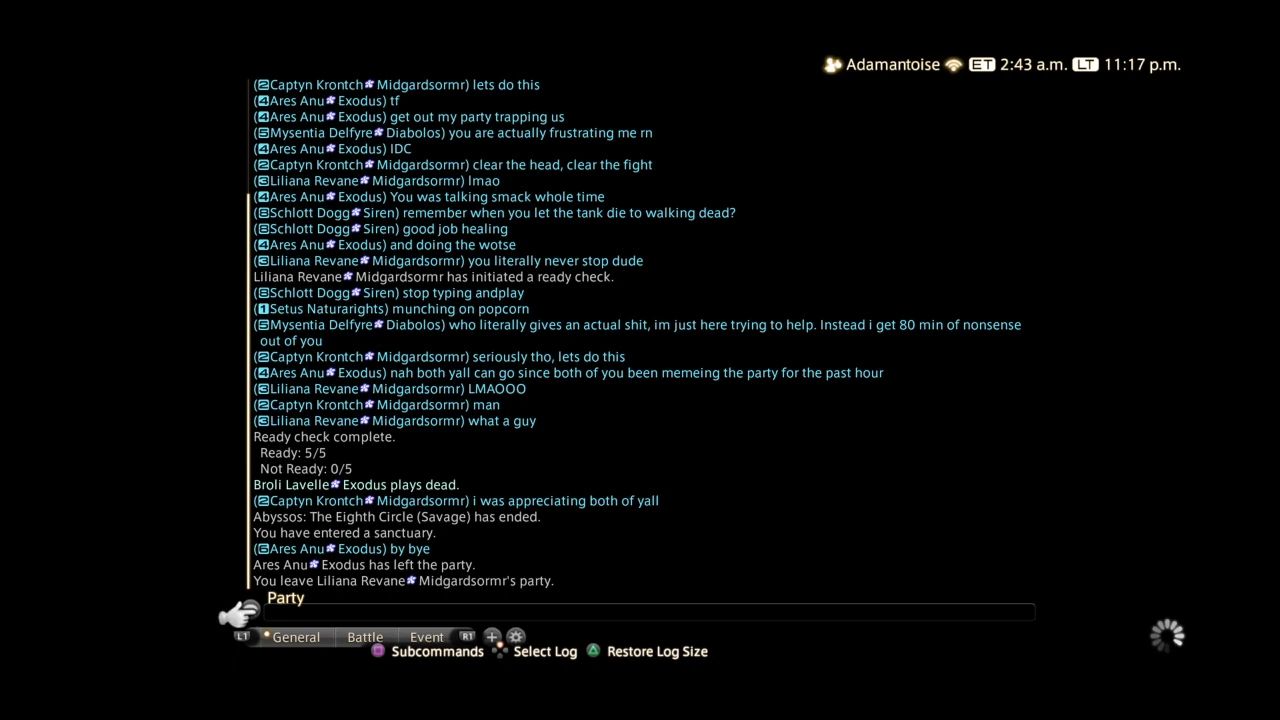 Adamantoise ET 2:43 a.m. LT 11:17 p.m.
(2Captyn Krontch Midgardsormr) lets do this
(4Ares Anu Exodus) tf
(4Ares Anu Exodus) get out my party trapping us
(5Mysentia Delfyre Diabolos) you are actually frustrating me rn
(4Ares Anu Exodus) IDC
(2Captyn Krontch Midgardsormr) clear the head, clear the fight
(3Liliana Revane Midgardsormr) lmao
(4Ares Anu Exodus) You was talking smack whole time
(8Schlott Dogg Siren) remember when you let the tank die to walking dead?
(8Schlott Dogg Siren) good job healing
(4Ares Anu Exodus) and doing the wotse
(3Liliana Revane Midgardsormr) you literally never stop dude
Liliana Revane Midgardsormr has initiated a ready check.
(8Schlott Dogg Siren) stop typing andplay
(1Setus Naturarights) munching on popcorn
(5Mysentia Delfyre Diabolos) who literally gives an actual shit, im just here trying to help. Instead i get 80 min of nonsense
out of you
(2Captyn Krontch Midgardsormr) seriously tho, lets do this
(4Ares Anu Exodus) nah both yall can go since both of you been memeing the party for the past hour
(3Liliana Revane Midgardsormr) LMAOOO
(2Captyn Krontch Midgardsormr) man
(3Liliana Revane Midgardsormr) what a guy
Ready check complete.
Ready: 5/5
Not Ready: 0/5
Broli Lavelle Exodus plays dead.
(2Captyn Krontch Midgardsormr) i was appreciating both of yall
Abyssos: The Eighth Circle (Savage) has ended.
You have entered a sanctuary.
(Ares Anu Exodus) by bye
Ares Anu Exodus has left the party.
You leave Liliana Revane Midgardsormr's party.
Party
L1 General Battle Event R1
Subcommands Select Log Restore Log Size